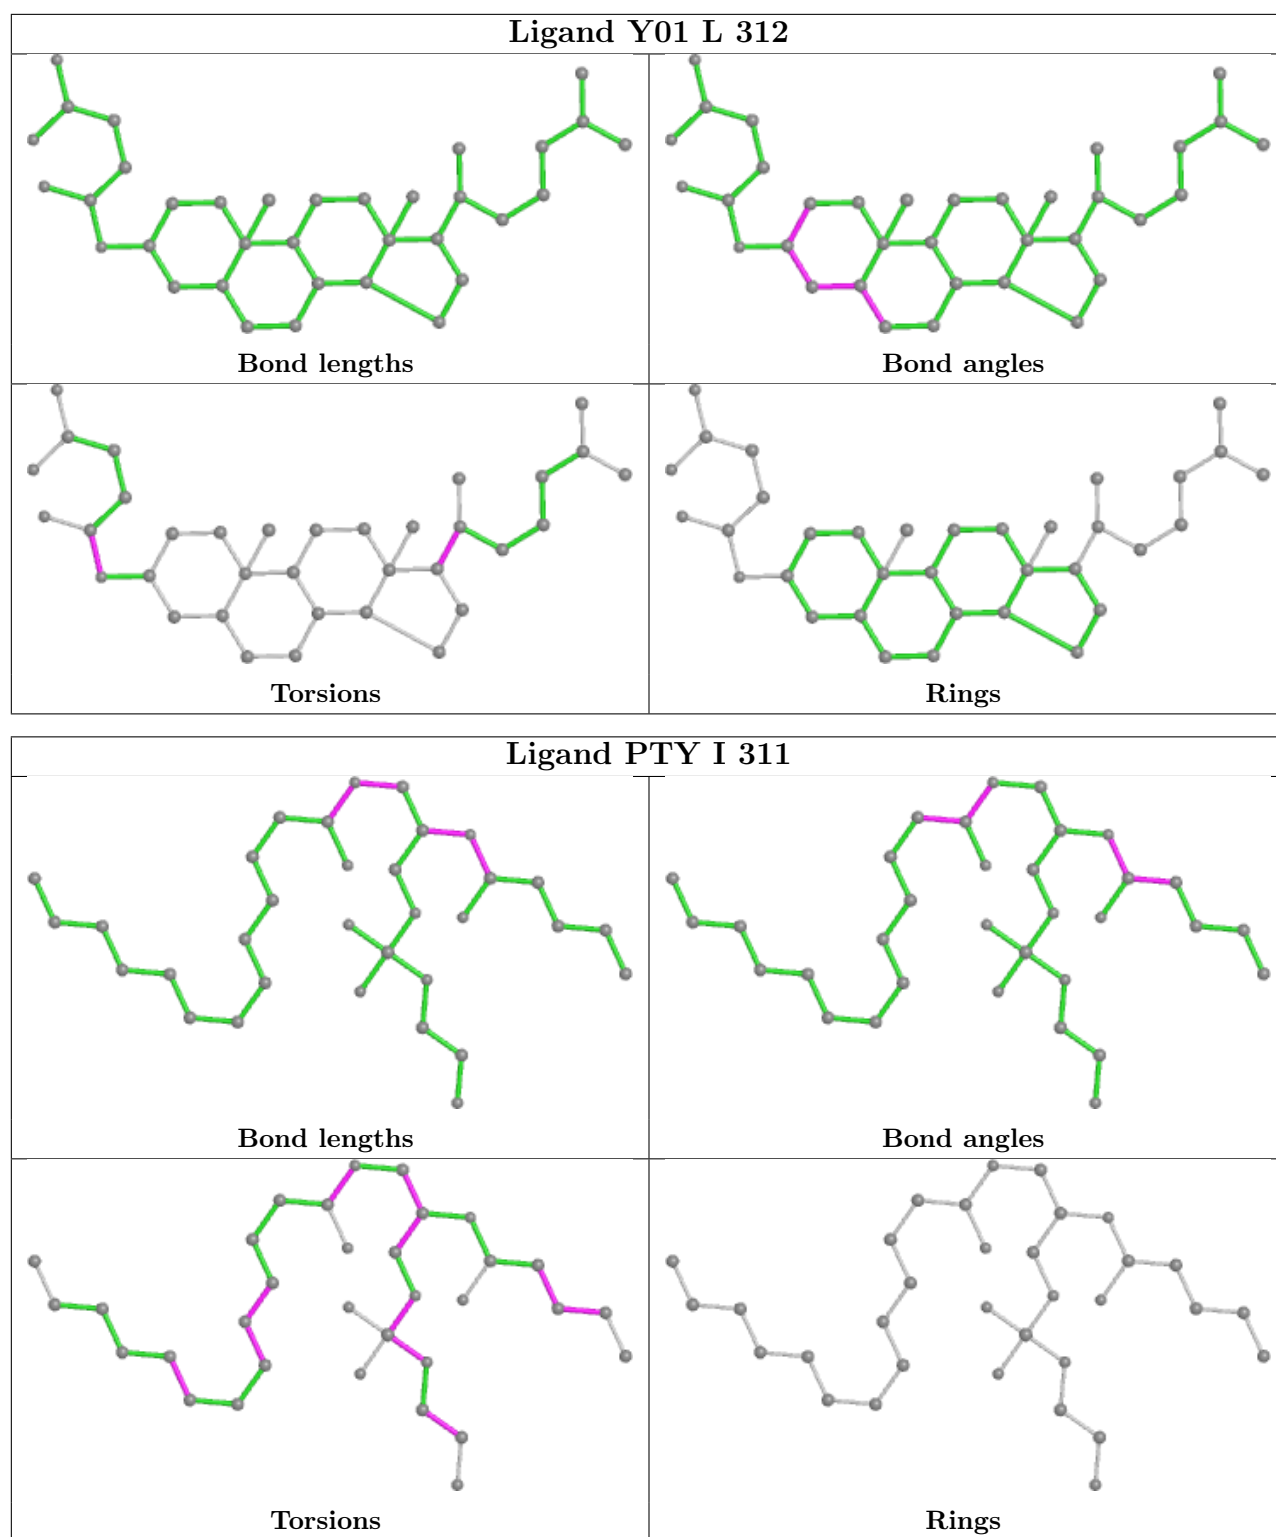 Ligand Y01 L 312
Bond lengths
Bond angles
Torsions
Rings
Ligand PTY I 311
Bond lengths
Bond angles
Torsions
Rings